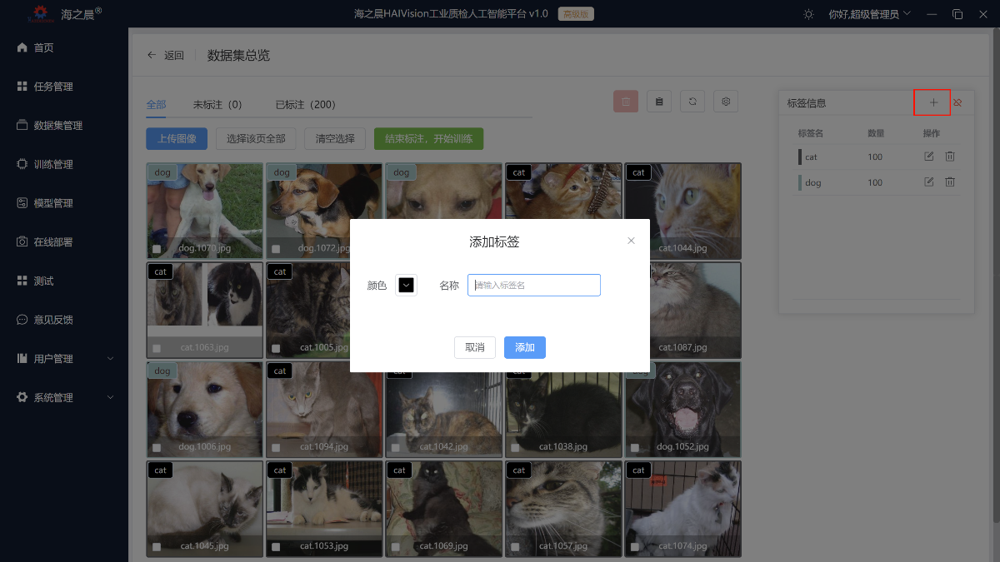 海之晨®
海之晨HAIVision工业质检人工智能平台 v1.0 高级版
你好,超级管理员
首页
任务管理
数据集管理
训练管理
模型管理
在线部署
测试
意见反馈
用户管理
系统管理
返回 数据集总览
全部 未标注（0） 已标注（200）
上传图像 选择该页全部 清空选择 结束标注，开始训练
dog dog dog cat cat
dog.1070.jpg dog.1072.jpg cat.1044.jpg
cat cat
cat.1063.jpg cat.1005.jpg cat.1087.jpg
dog cat cat cat dog
dog.1006.jpg cat.1094.jpg cat.1042.jpg cat.1038.jpg dog.1052.jpg
cat cat cat cat cat
cat.1045.jpg cat.1053.jpg cat.1069.jpg cat.1057.jpg cat.1074.jpg
添加标签
颜色 名称 请输入标签名
取消 添加
标签信息
标签名 数量 操作
cat 100
dog 100